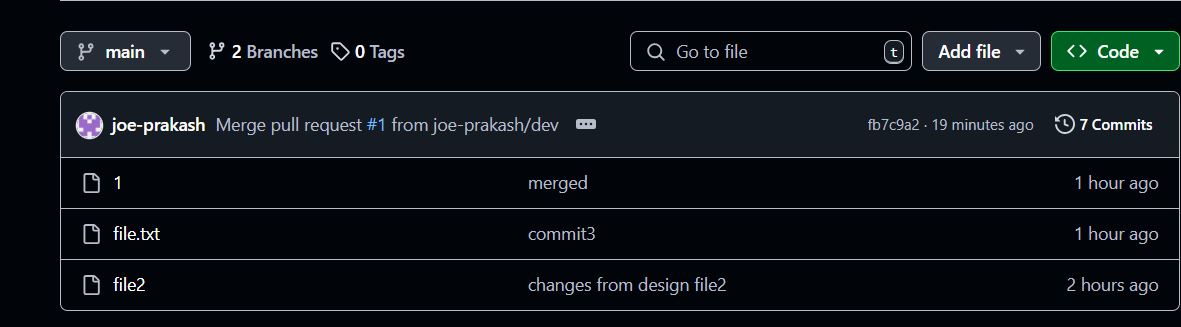 main 2 Branches 0 Tags Go to file t Add file <> Code
joe-prakash Merge pull request #1 from joe-prakash/dev fb7c9a2 · 19 minutes ago 7 Commits
1 merged 1 hour ago
file.txt commit3 1 hour ago
file2 changes from design file2 2 hours ago